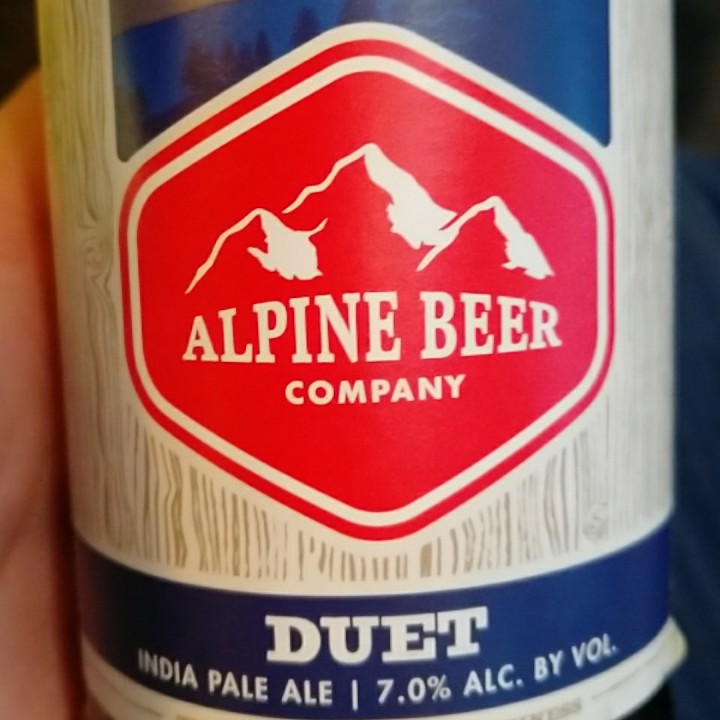 ALPINE BEER
COMPANY
DUET
INDIA PALE ALE | 7.0% ALC. BY VOL.